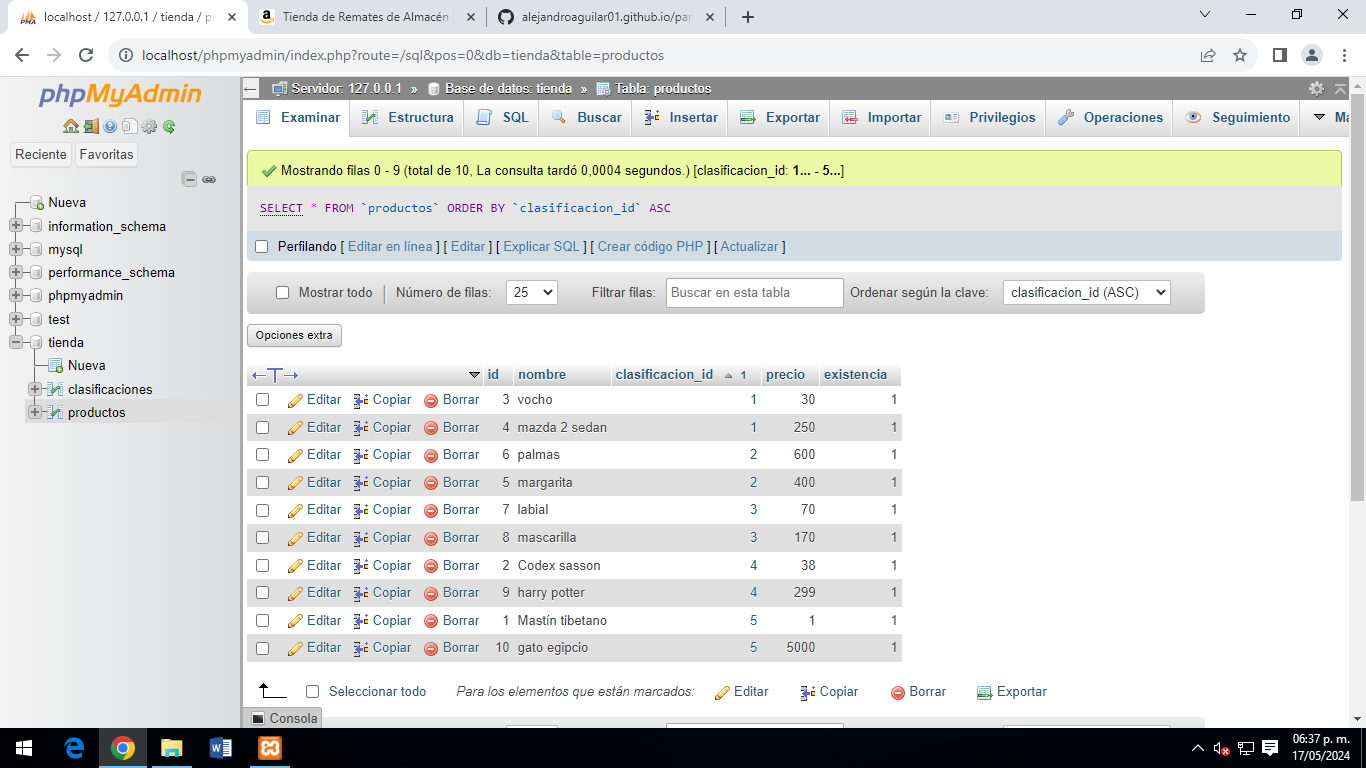 localhost / 127.0.0.1 / tienda / p
Tienda de Remates de Almacén
alejandroaguilar01.github.io/par
localhost/phpmyadmin/index.php?route=/sql&pos=0&db=tienda&table=productos
phpMyAdmin
Reciente Favoritas
Nueva
information_schema
mysql
performance_schema
phpmyadmin
test
tienda
Nueva
clasificaciones
productos
Servidor: 127.0.0.1 » Base de datos: tienda » Tabla: productos
Examinar Estructura SQL Buscar Insertar Exportar Importar Privilegios Operaciones Seguimiento Má
Mostrando filas 0 - 9 (total de 10, La consulta tardó 0,0004 segundos.) [clasificacion_id: 1... - 5...]
SELECT * FROM `productos` ORDER BY `clasificacion_id` ASC
Perfilando [ Editar en línea ] [ Editar ] [ Explicar SQL ] [ Crear código PHP ] [ Actualizar ]
Mostrar todo Número de filas: 25 Filtrar filas: Buscar en esta tabla Ordenar según la clave: clasificacion_id (ASC)
Opciones extra
←T→ id nombre clasificacion_id 1 precio existencia
Editar Copiar Borrar 3 vocho 1 30 1
Editar Copiar Borrar 4 mazda 2 sedan 1 250 1
Editar Copiar Borrar 6 palmas 2 600 1
Editar Copiar Borrar 5 margarita 2 400 1
Editar Copiar Borrar 7 labial 3 70 1
Editar Copiar Borrar 8 mascarilla 3 170 1
Editar Copiar Borrar 2 Codex sasson 4 38 1
Editar Copiar Borrar 9 harry potter 4 299 1
Editar Copiar Borrar 1 Mastín tibetano 5 1 1
Editar Copiar Borrar 10 gato egipcio 5 5000 1
Seleccionar todo Para los elementos que están marcados: Editar Copiar Borrar Exportar
Consola
06:37 p. m.
17/05/2024